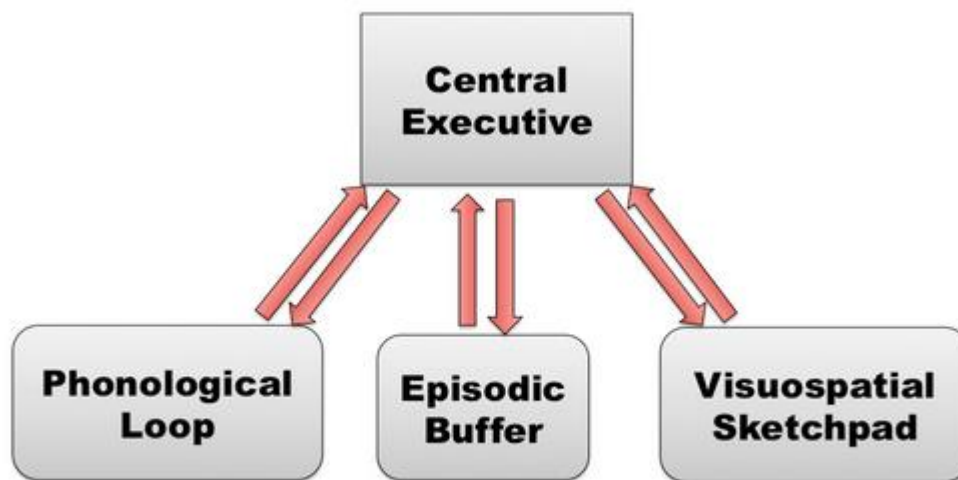 Central
Executive
Phonological
Loop
Episodic
Buffer
Visuospatial
Sketchpad